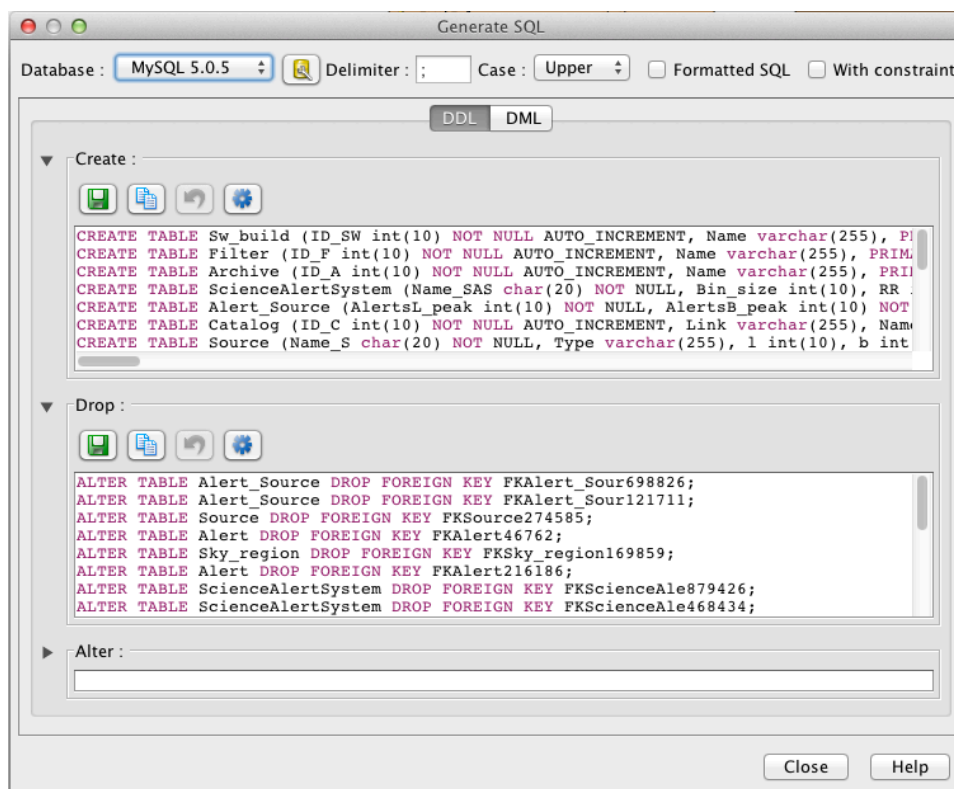 Generate SQL
Database : MySQL 5.0.5 Delimiter : ; Case : Upper Formatted SQL With constraint
DDL DML
Create :
CREATE TABLE Sw_build (ID_SW int(10) NOT NULL AUTO_INCREMENT, Name varchar(255),
CREATE TABLE Filter (ID_F int(10) NOT NULL AUTO_INCREMENT, Name varchar(255), PRIM
CREATE TABLE Archive (ID_A int(10) NOT NULL AUTO_INCREMENT, Name varchar(255), PRI
CREATE TABLE ScienceAlertSystem (Name_SAS char(20) NOT NULL, Bin_size int(10), RR
CREATE TABLE Alert_Source (AlertsL_peak int(10) NOT NULL, AlertsB_peak int(10) NOT
CREATE TABLE Catalog (ID_C int(10) NOT NULL AUTO_INCREMENT, Link varchar(255), Nam
CREATE TABLE Source (Name_S char(20) NOT NULL, Type varchar(255), l int(10), b int
Drop :
ALTER TABLE Alert_Source DROP FOREIGN KEY FKAlert_Sour698826;
ALTER TABLE Alert_Source DROP FOREIGN KEY FKAlert_Sour121711;
ALTER TABLE Source DROP FOREIGN KEY FKSource274585;
ALTER TABLE Alert DROP FOREIGN KEY FKAlert46762;
ALTER TABLE Sky_region DROP FOREIGN KEY FKSky_region169859;
ALTER TABLE Alert DROP FOREIGN KEY FKAlert216186;
ALTER TABLE ScienceAlertSystem DROP FOREIGN KEY FKScienceAle879426;
ALTER TABLE ScienceAlertSystem DROP FOREIGN KEY FKScienceAle468434;
Alter :
Close Help